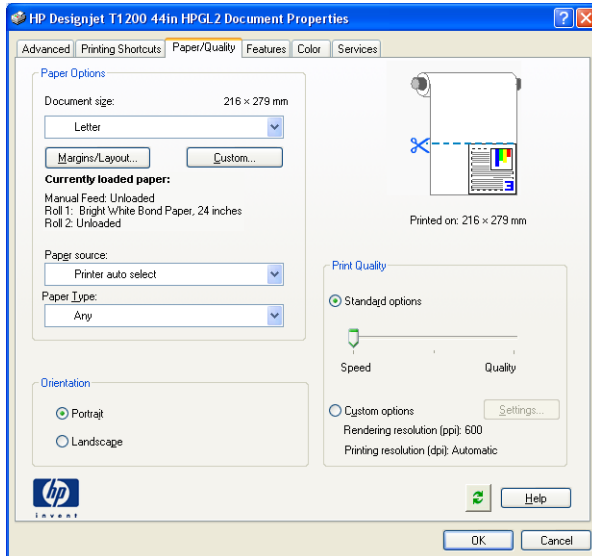 HP Designjet T1200 44in HPGL2 Document Properties
Advanced Printing Shortcuts Paper/Quality Features Color Services
Paper Options
Document size: 216 × 279 mm
Letter
Margins/Layout... Custom...
Currently loaded paper:
Manual Feed: Unloaded
Roll 1: Bright White Bond Paper, 24 inches
Roll 2: Unloaded
Paper source:
Printer auto select
Paper Type:
Any
Orientation
Portrait
Landscape
3
Printed on: 216 × 279 mm
Print Quality
Standard options
Speed Quality
Custom options Settings...
Rendering resolution (ppi): 600
Printing resolution (dpi): Automatic
hp
invent
Help
OK Cancel